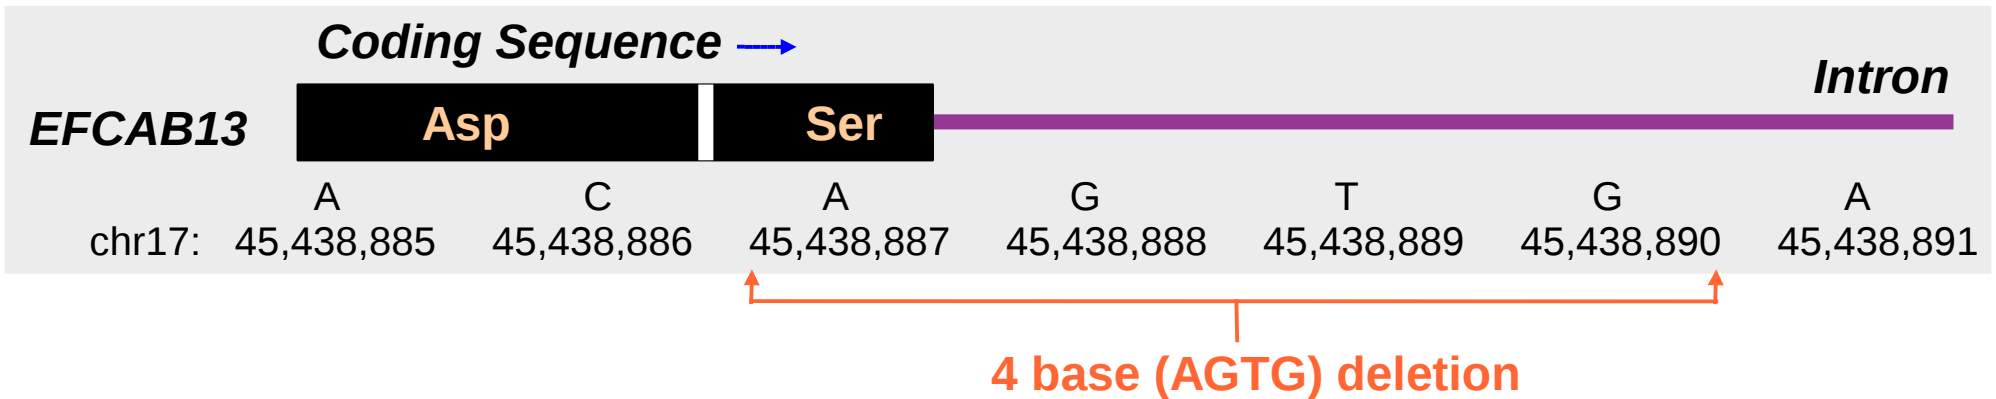 Coding Sequence
Intron
EFCAB13
Asp Ser
A C A G T G A
chr17: 45,438,885 45,438,886 45,438,887 45,438,888 45,438,889 45,438,890 45,438,891
4 base (AGTG) deletion